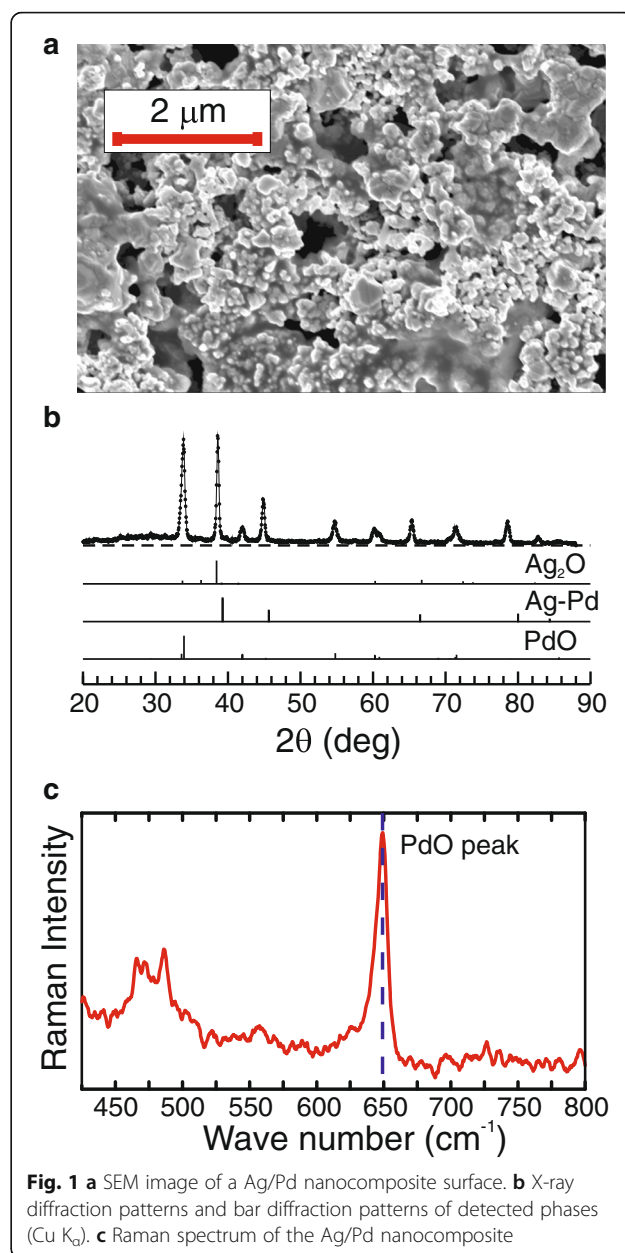 a
2 μm
b
Ag₂O
Ag-Pd
PdO
20 30 40 50 60 70 80 90
2θ (deg)
c
PdO peak
Raman Intensity
450 500 550 600 650 700 750 800
Wave number (cm⁻¹)
Fig. 1 a SEM image of a Ag/Pd nanocomposite surface. b X-ray
diffraction patterns and bar diffraction patterns of detected phases
(Cu Kα). c Raman spectrum of the Ag/Pd nanocomposite